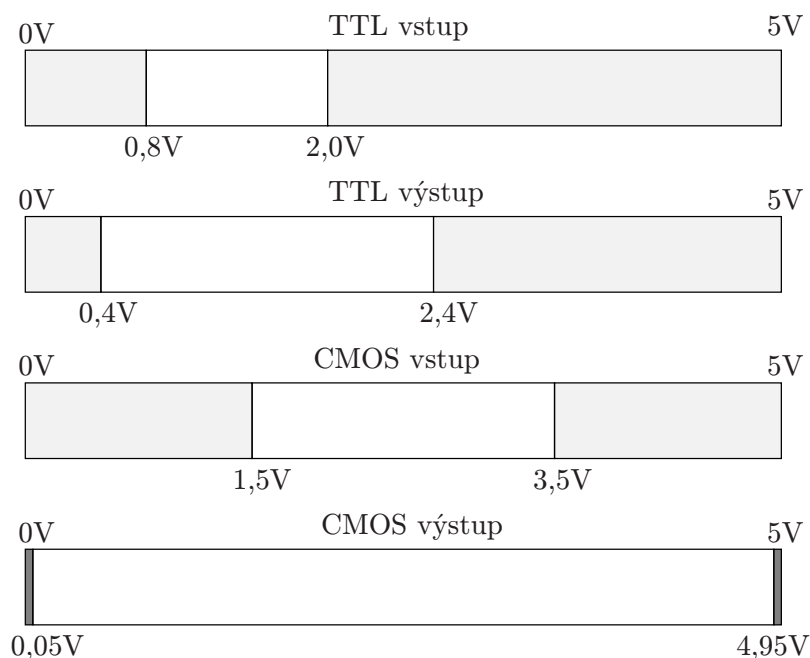 0V TTL vstup 5V
0,8V 2,0V
0V TTL výstup 5V
0,4V 2,4V
0V CMOS vstup 5V
1,5V 3,5V
0V CMOS výstup 5V
0,05V 4,95V